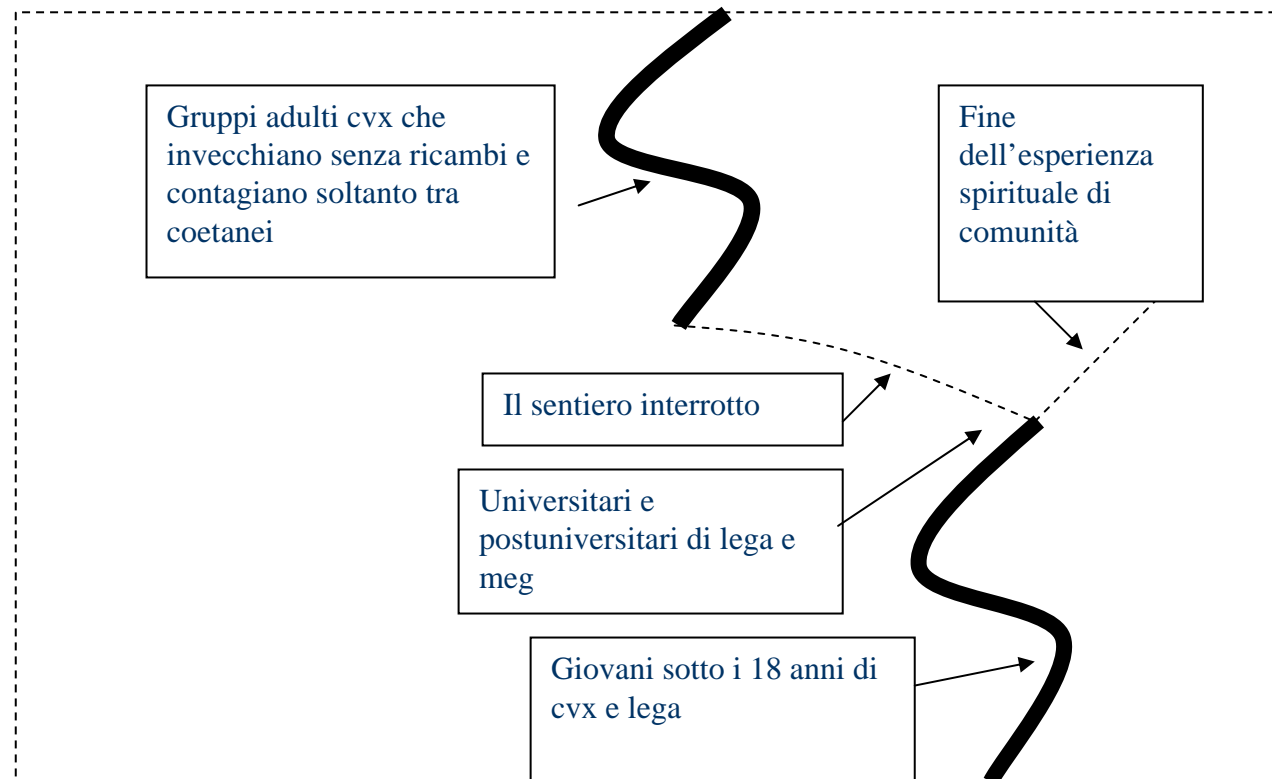 Gruppi adulti cvx che
invecchiano senza ricambi e
contagiano soltanto tra
coetanei
Fine
dell’esperienza
spirituale di
comunità
Il sentiero interrotto
Universitari e
postuniversitari di lega e
meg
Giovani sotto i 18 anni di
cvx e lega